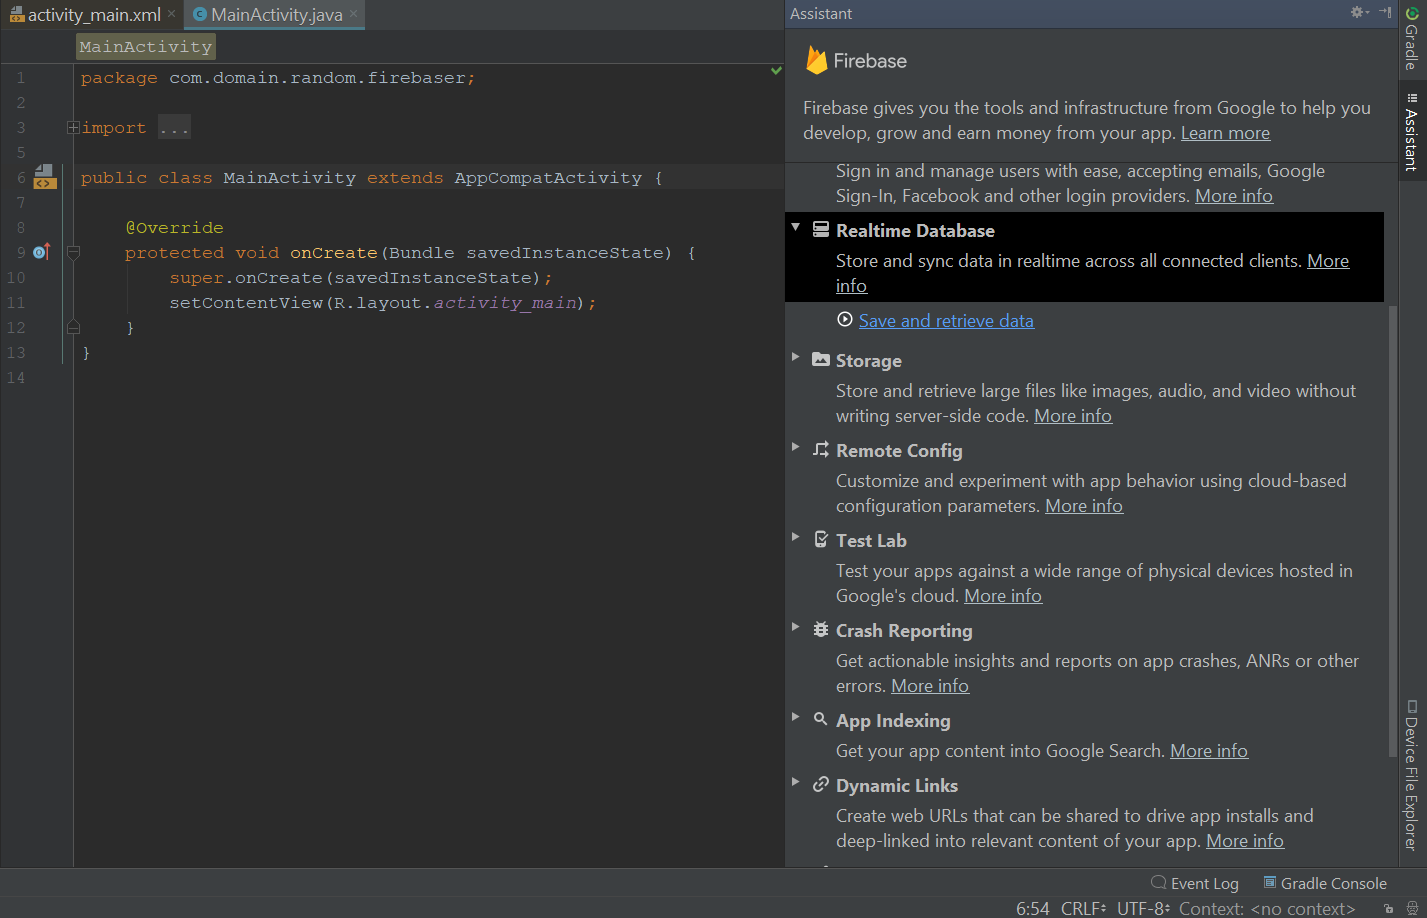 activity_main.xml
MainActivity.java
MainActivity
1 package com.domain.random.firebaser;
2
3 import ...
5
6 public class MainActivity extends AppCompatActivity {
7
8 @Override
9 protected void onCreate(Bundle savedInstanceState) {
10 super.onCreate(savedInstanceState);
11 setContentView(R.layout.activity_main);
12 }
13 }
14
Assistant
Firebase
Firebase gives you the tools and infrastructure from Google to help you
develop, grow and earn money from your app. Learn more
Sign in and manage users with ease, accepting emails, Google
Sign-In, Facebook and other login providers. More info
Realtime Database
Store and sync data in realtime across all connected clients. More
info
Save and retrieve data
Storage
Store and retrieve large files like images, audio, and video without
writing server-side code. More info
Remote Config
Customize and experiment with app behavior using cloud-based
configuration parameters. More info
Test Lab
Test your apps against a wide range of physical devices hosted in
Google's cloud. More info
Crash Reporting
Get actionable insights and reports on app crashes, ANRs or other
errors. More info
App Indexing
Get your app content into Google Search. More info
Dynamic Links
Create web URLs that can be shared to drive app installs and
deep-linked into relevant content of your app. More info
Gradle
Assistant
Device File Explorer
Event Log
Gradle Console
6:54 CRLF UTF-8 Context: <no context>